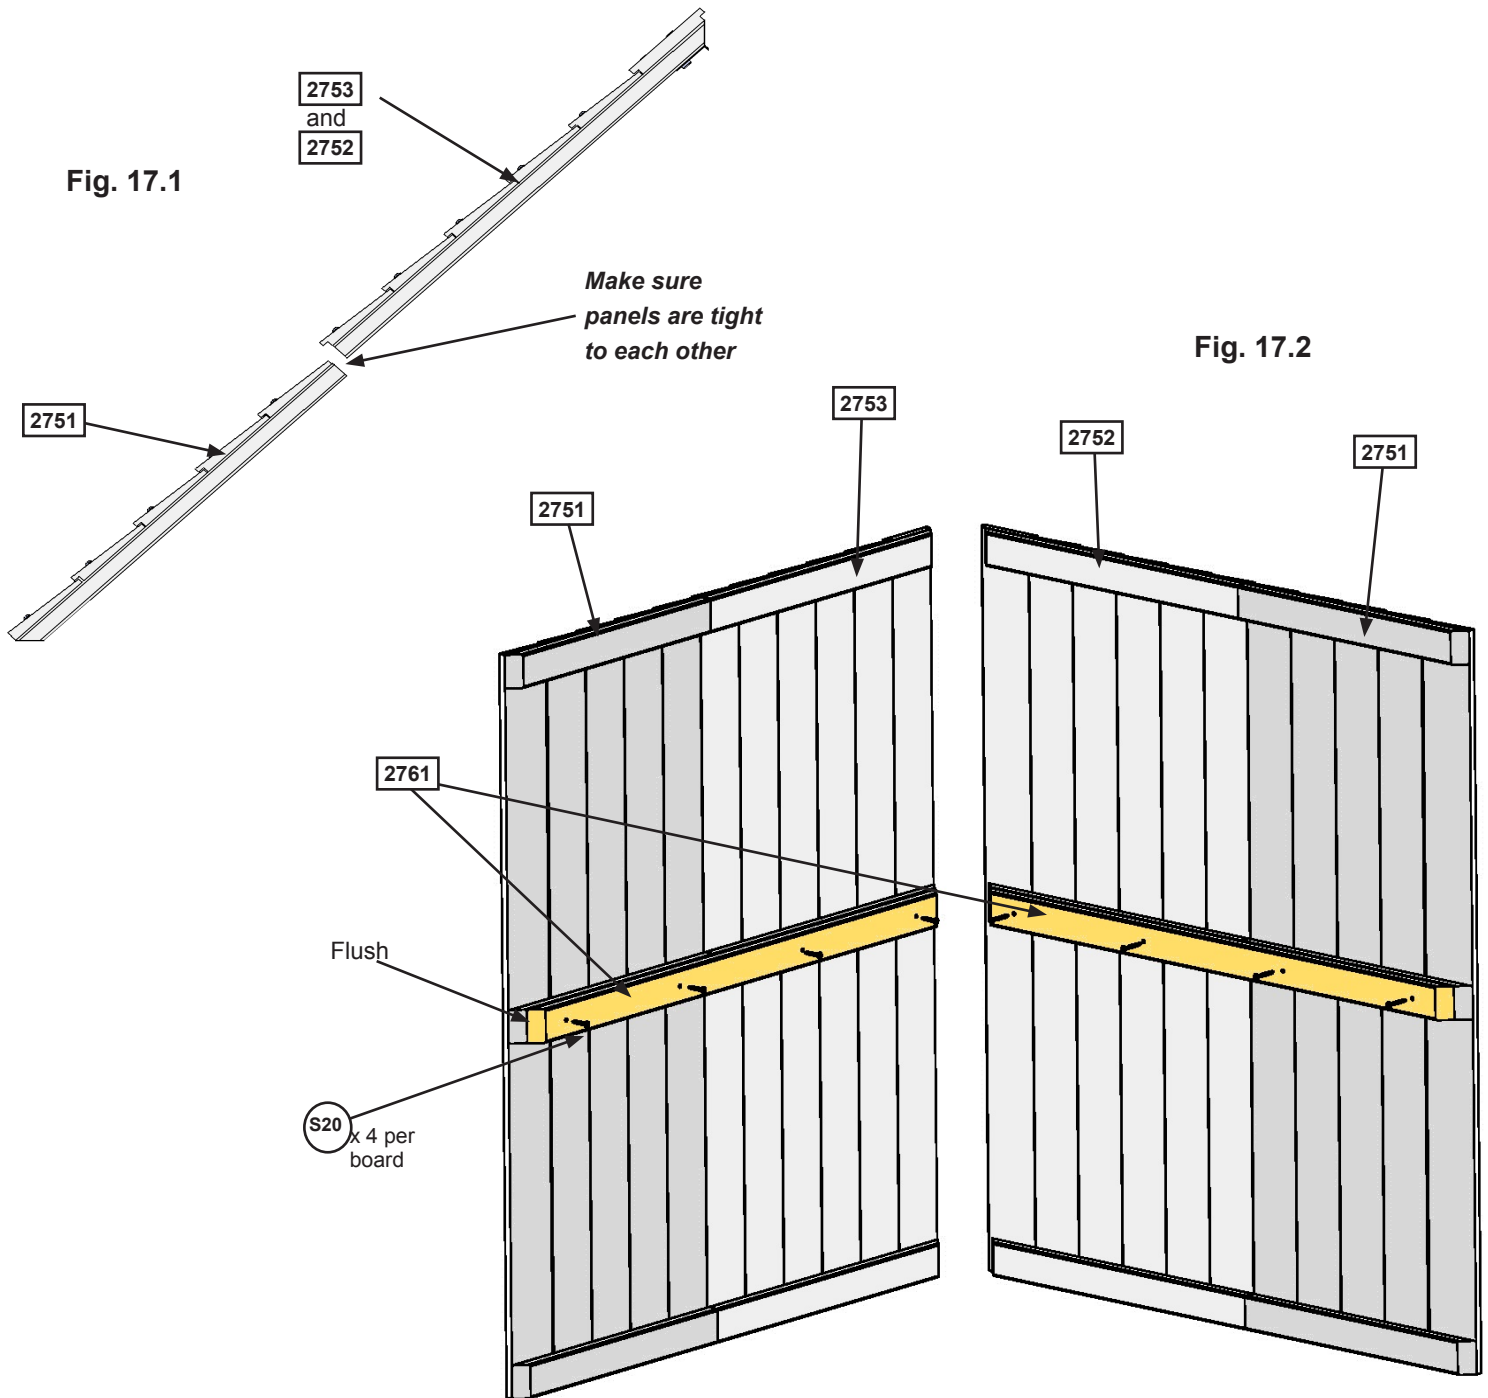 2753
and
2752
Fig. 17.1
Make sure
panels are tight
to each other
Fig. 17.2
2751
2753
2752
2751
2751
2761
Flush
S20
x 4 per
board